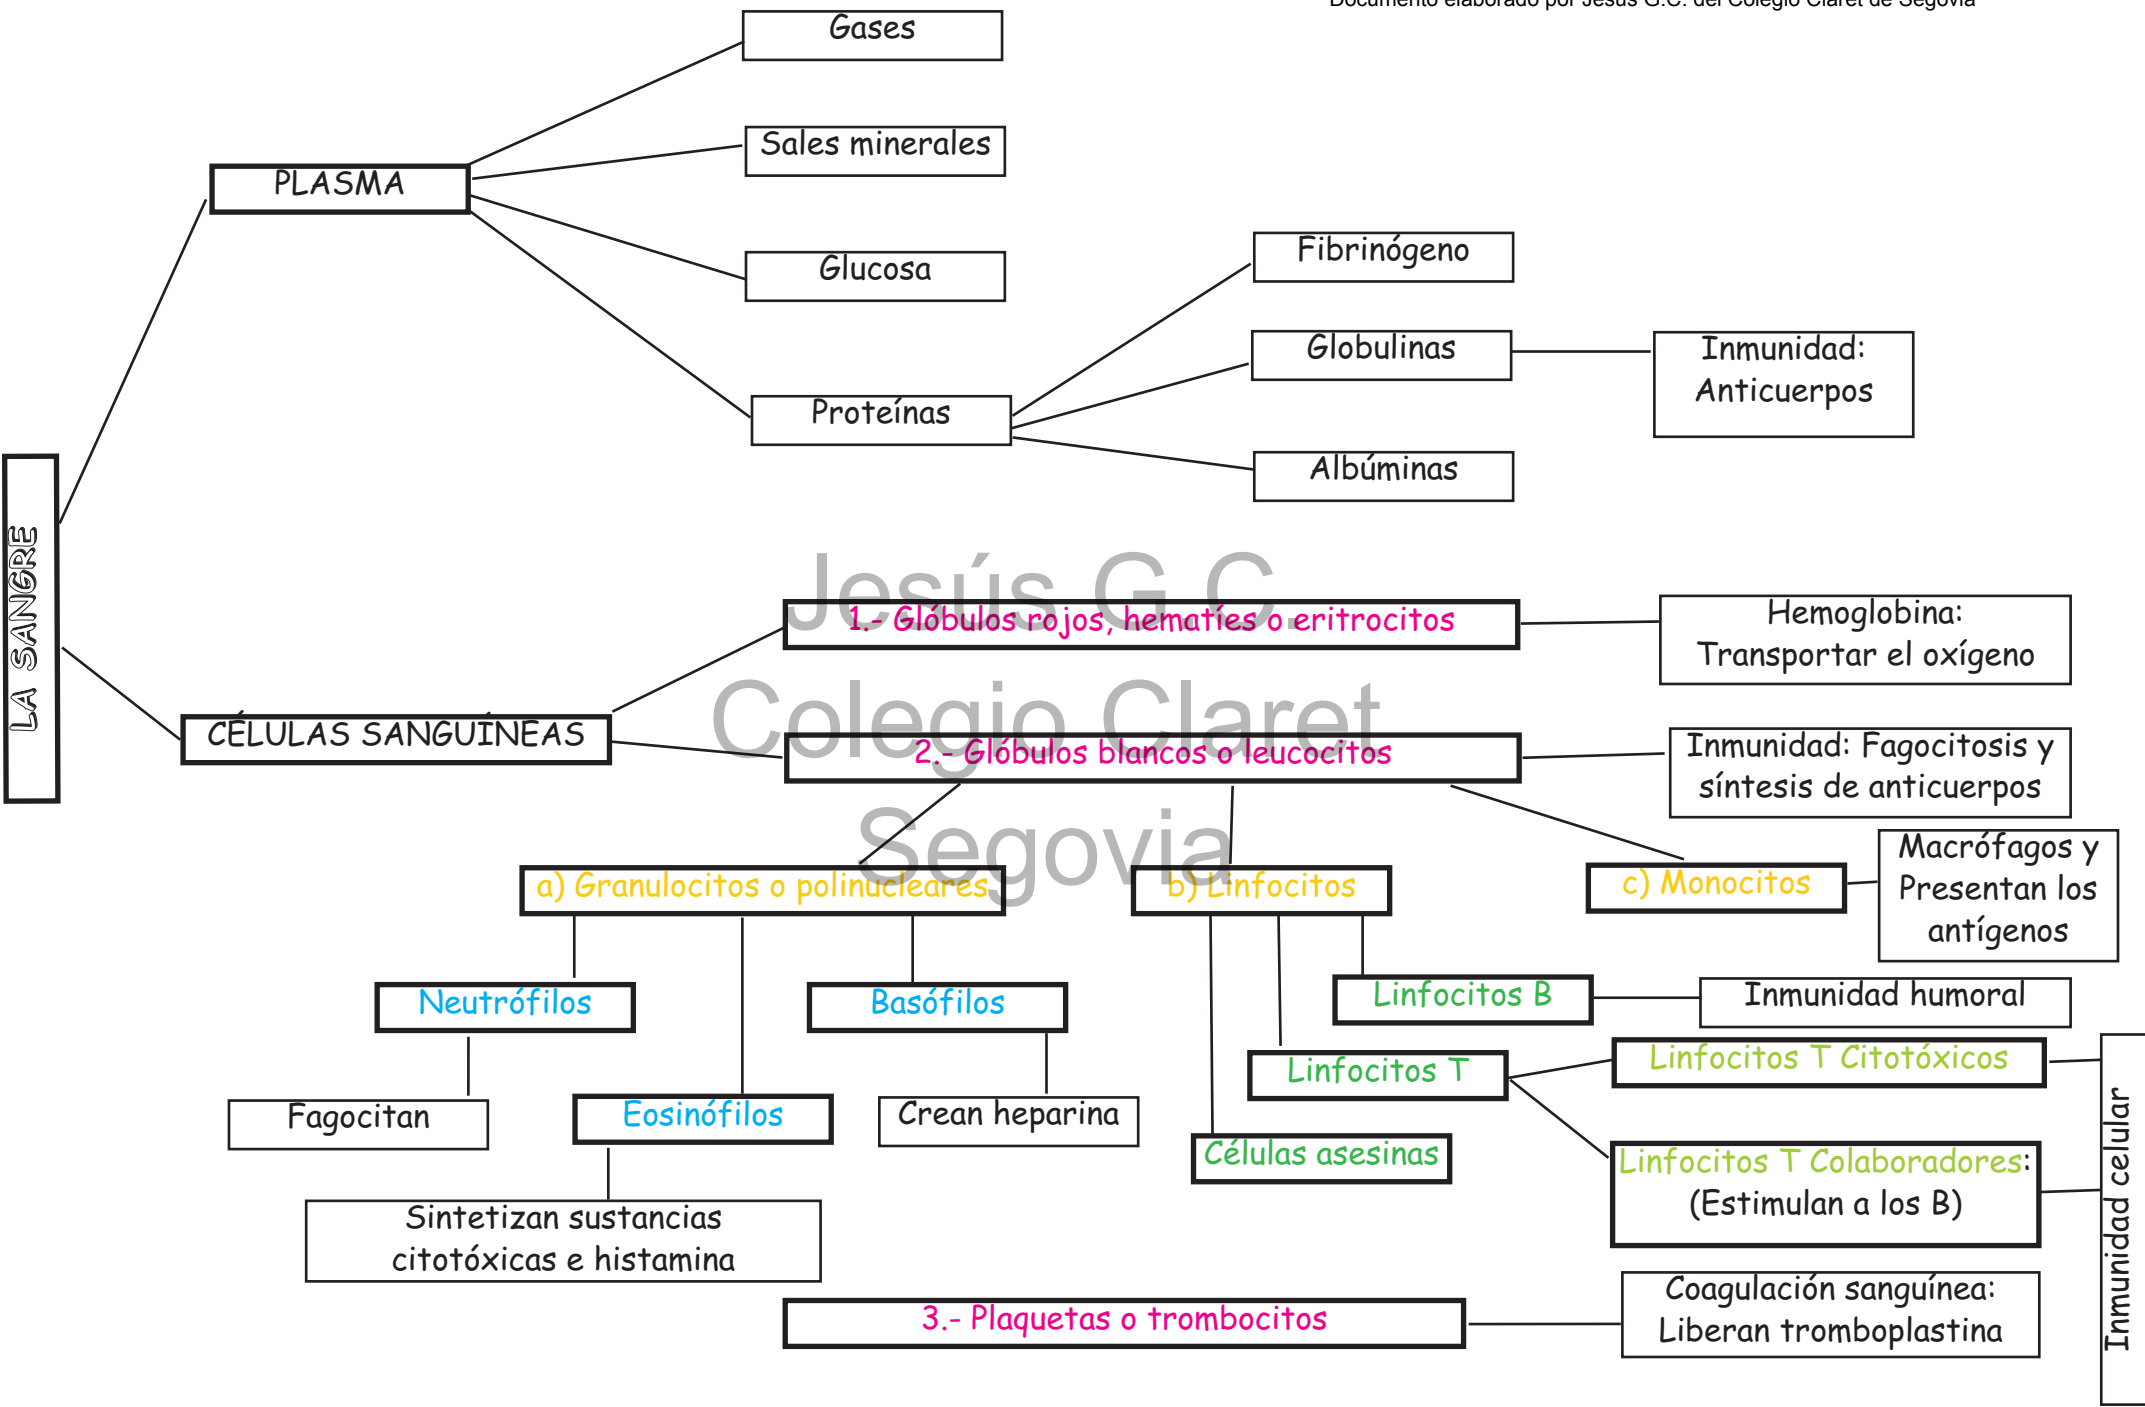 Documento elaborado por Jesús G.C. del Colegio Claret de Segovia
Gases
Sales minerales
PLASMA
Glucosa
Fibrinógeno
Globulinas
Inmunidad:
Anticuerpos
Proteínas
Albúminas
LA SANGRE
Jesús G.C.
Colegio Claret
Segovia
1.- Glóbulos rojos, hematíes o eritrocitos
Hemoglobina:
Transportar el oxígeno
CÉLULAS SANGUÍNEAS
2.- Glóbulos blancos o leucocitos
Inmunidad: Fagocitosis y
síntesis de anticuerpos
a) Granulocitos o polinucleares
b) Linfocitos
c) Monocitos
Macrófagos y
Presentan los
antígenos
Neutrófilos
Basófilos
Linfocitos B
Inmunidad humoral
Linfocitos T
Linfocitos T Citotóxicos
Fagocitan
Eosinófilos
Crean heparina
Células asesinas
Linfocitos T Colaboradores:
(Estimulan a los B)
Inmunidad celular
Sintetizan sustancias
citotóxicas e histamina
3.- Plaquetas o trombocitos
Coagulación sanguínea:
Liberan tromboplastina